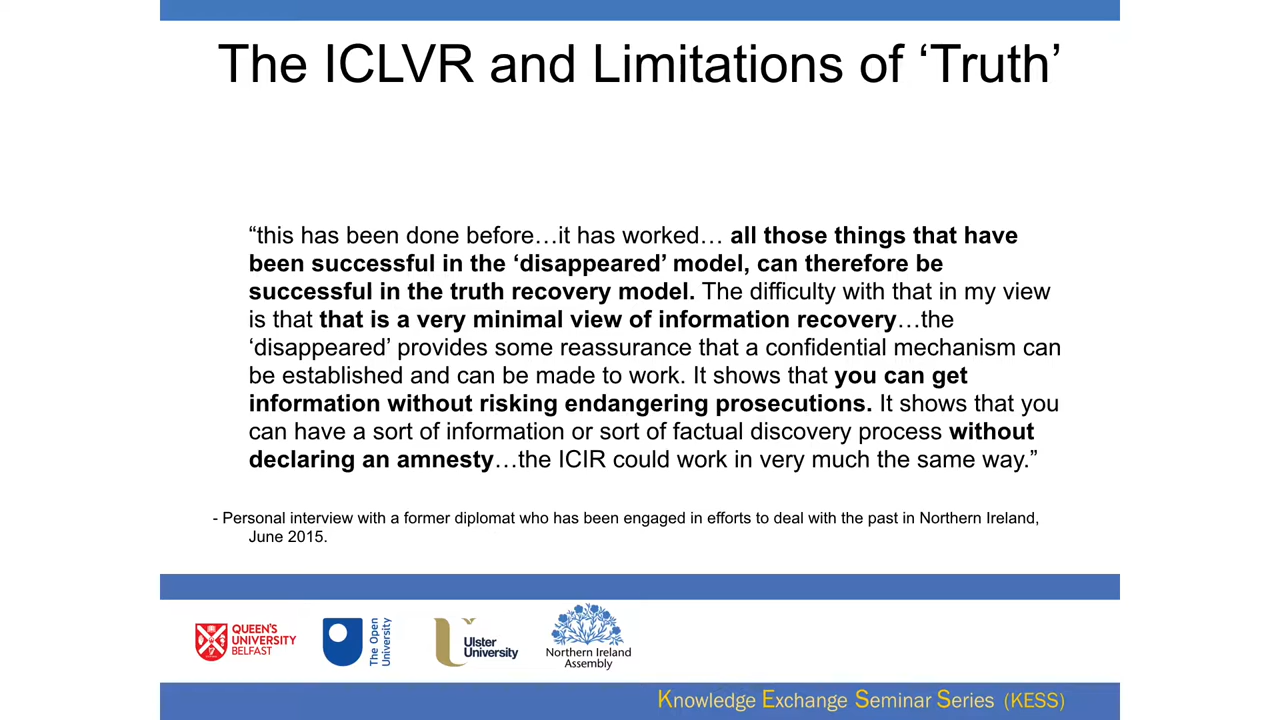 The ICLVR and Limitations of ‘Truth’
“this has been done before…it has worked… all those things that have
been successful in the ‘disappeared’ model, can therefore be
successful in the truth recovery model. The difficulty with that in my view
is that that is a very minimal view of information recovery…the
‘disappeared’ provides some reassurance that a confidential mechanism can
be established and can be made to work. It shows that you can get
information without risking endangering prosecutions. It shows that you
can have a sort of information or sort of factual discovery process without
declaring an amnesty…the ICIR could work in very much the same way.”
- Personal interview with a former diplomat who has been engaged in efforts to deal with the past in Northern Ireland,
June 2015.
QUEEN'S
UNIVERSITY
BELFAST
The Open
University
Ulster
University
Northern Ireland
Assembly
Knowledge Exchange Seminar Series (KESS)